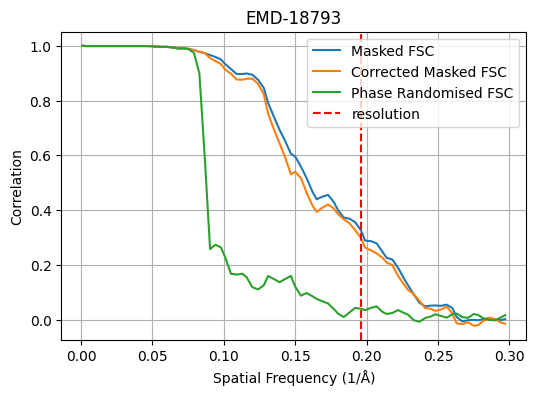 EMD-18793
Masked FSC
Corrected Masked FSC
Phase Randomised FSC
resolution
Correlation
1.0
0.8
0.6
0.4
0.2
0.0
0.00 0.05 0.10 0.15 0.20 0.25 0.30
Spatial Frequency (1/Å)